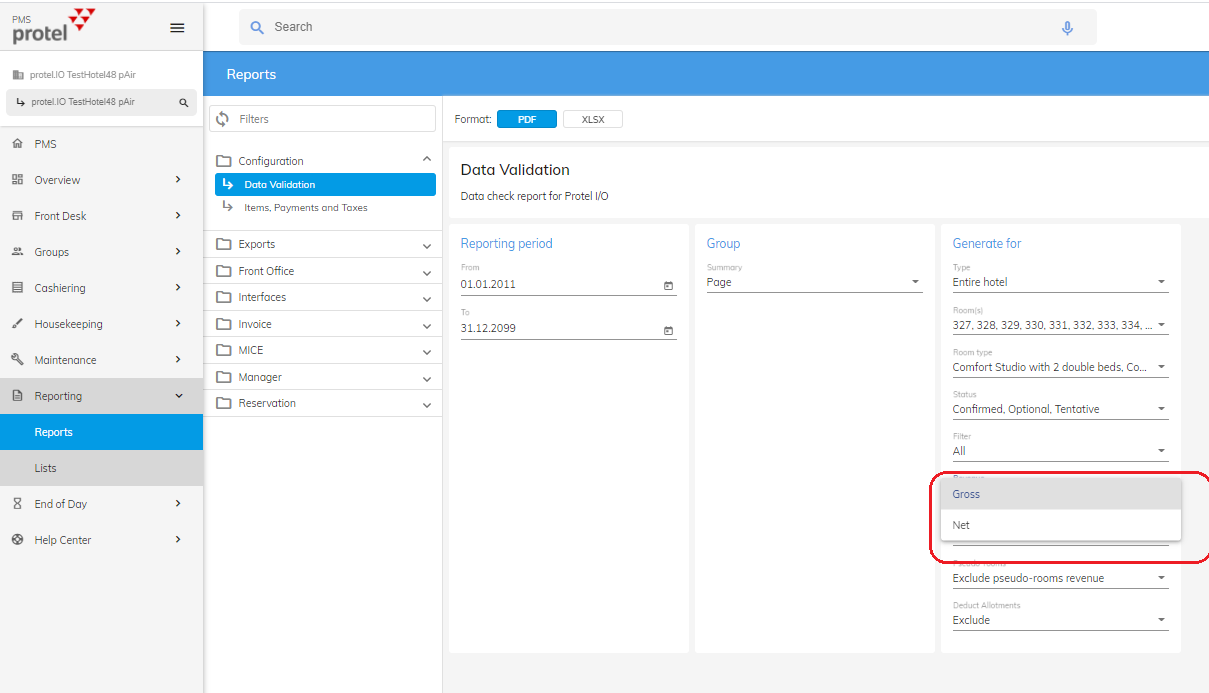 PMS
protel
Search
protel.IO TestHotel48 pAir
protel.IO TestHotel48 pAir
PMS
Overview
Front Desk
Groups
Cashiering
Housekeeping
Maintenance
Reporting
Reports
Lists
End of Day
Help Center
Reports
Filters
Configuration
Data Validation
Items, Payments and Taxes
Exports
Front Office
Interfaces
Invoice
MICE
Manager
Reservation
Format: PDF XLSX
Data Validation
Data check report for Protel I/O
Reporting period
From
01.01.2011
To
31.12.2099
Group
Summary
Page
Generate for
Type
Entire hotel
Room(s)
327, 328, 329, 330, 331, 332, 333, 334, ...
Room type
Comfort Studio with 2 double beds, Co...
Status
Confirmed, Optional, Tentative
Filter
All
Gross
Net
Pseudo-rooms
Exclude pseudo-rooms revenue
Deduct Allotments
Exclude